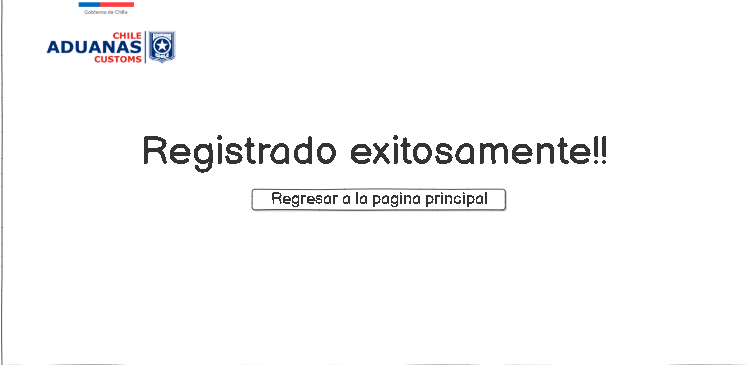 Gobierno de Chile
CHILE
ADUANAS
CUSTOMS
Registrado exitosamente!!
Regresar a la pagina principal